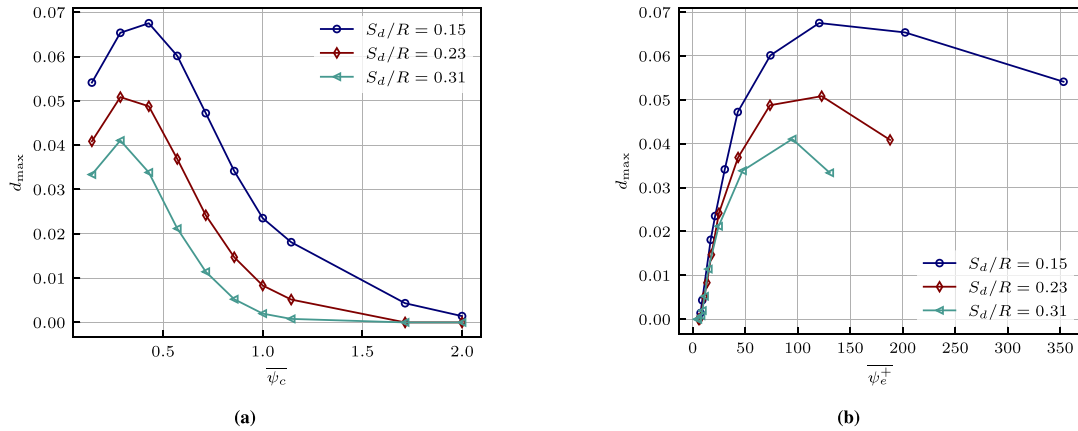 0.07
0.06
0.05
0.04
0.03
0.02
0.01
0.00
d_max
0.5
1.0
1.5
2.0
\overline{ψ_c}
S_d/R = 0.15
S_d/R = 0.23
S_d/R = 0.31
(a)
0.07
0.06
0.05
0.04
0.03
0.02
0.01
0.00
d_max
0
50
100
150
200
250
300
350
\overline{ψ_e^+}
S_d/R = 0.15
S_d/R = 0.23
S_d/R = 0.31
(b)